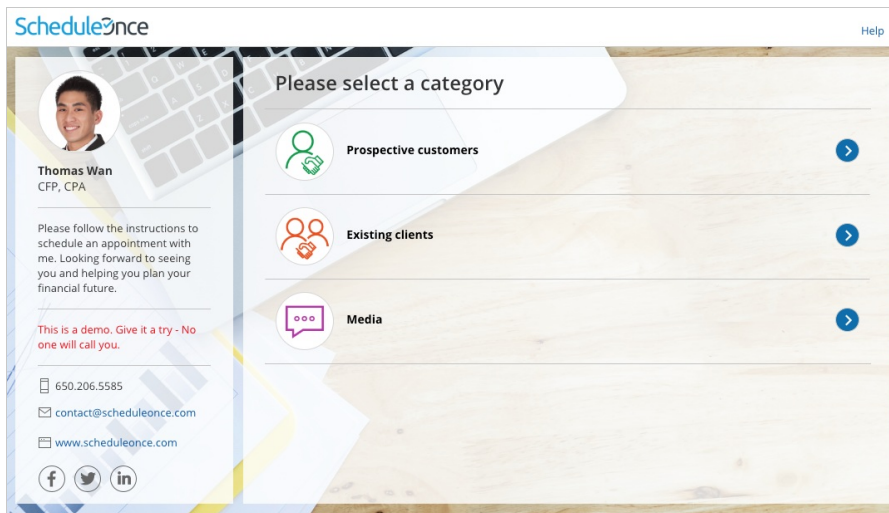 ScheduleOnce
Help
Thomas Wan
CFP, CPA
Please follow the instructions to
schedule an appointment with
me. Looking forward to seeing
you and helping you plan your
financial future.
This is a demo. Give it a try - No
one will call you.
650.206.5585
contact@scheduleonce.com
www.scheduleonce.com
Please select a category
Prospective customers
Existing clients
Media